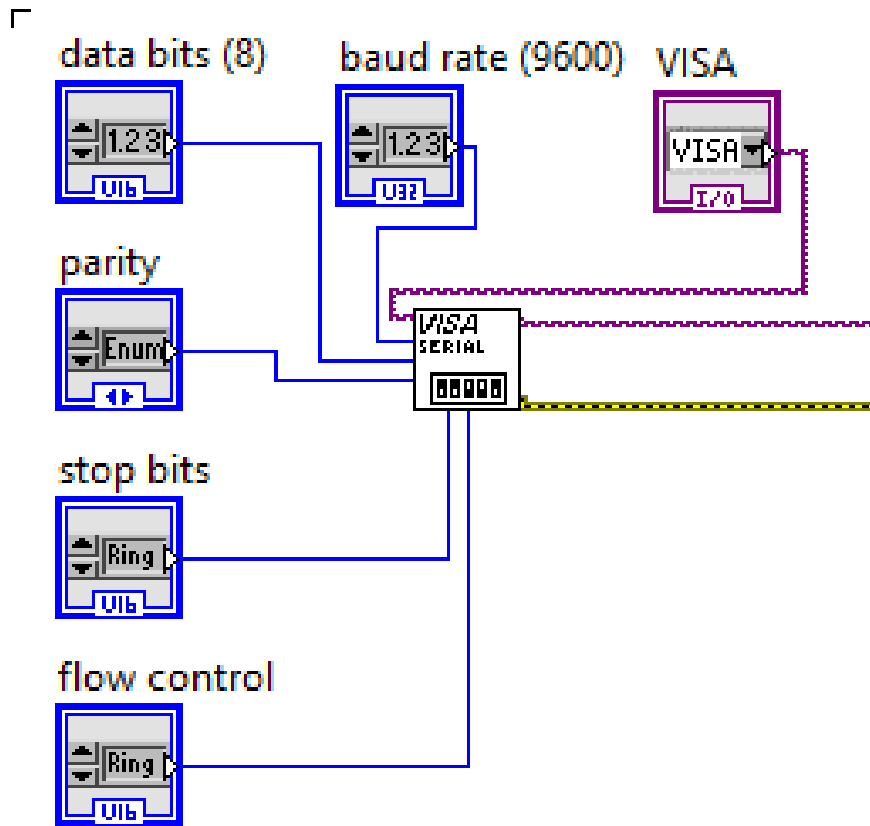 data bits (8)
baud rate (9600)
VISA
1.23
U16
1.23
U32
VISA
I/O
parity
Enum
VISA
SERIAL
stop bits
Ring
U16
flow control
Ring
U16